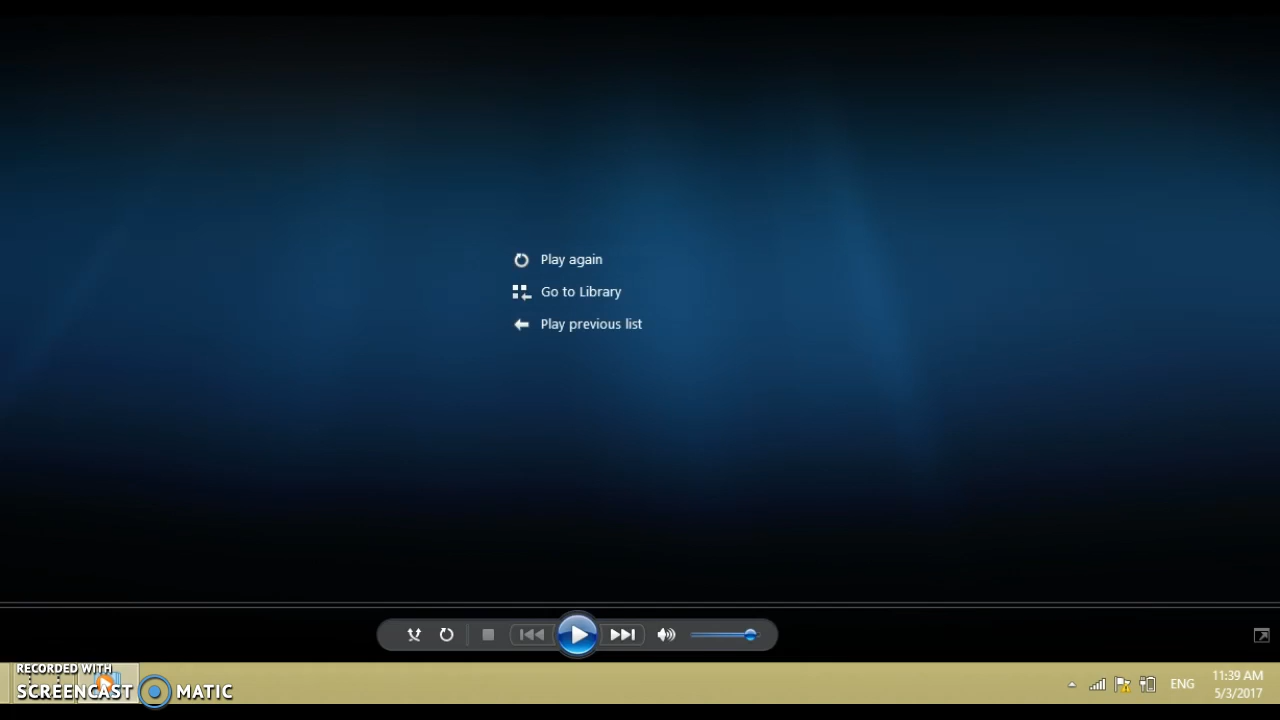 Play again
Go to Library
Play previous list
RECORDED WITH
SCREENCAST MATIC
ENG
11:39 AM
5/3/2017